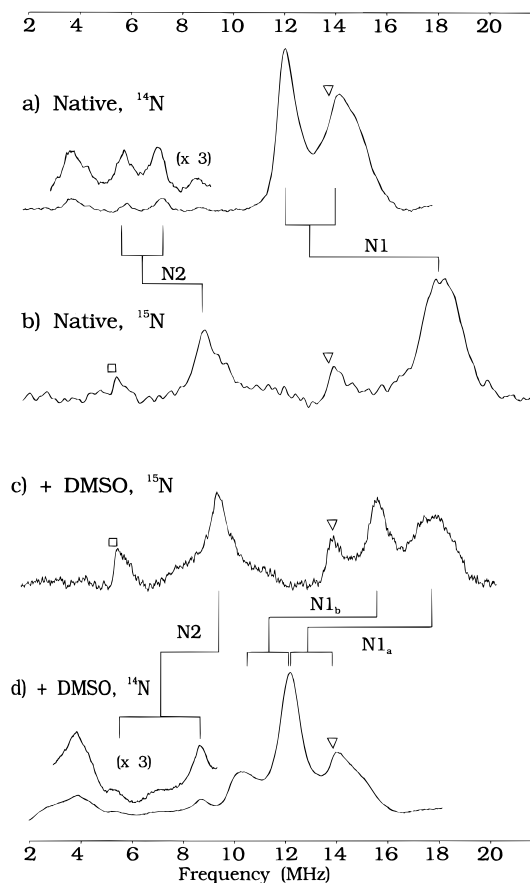 2 4 6 8 10 12 14 16 18 20
a) Native, ¹⁴N
(x 3)
N1
N2
b) Native, ¹⁵N
c) + DMSO, ¹⁵N
N1b
N2
N1a
d) + DMSO, ¹⁴N
(x 3)
2 4 6 8 10 12 14 16 18 20
Frequency (MHz)